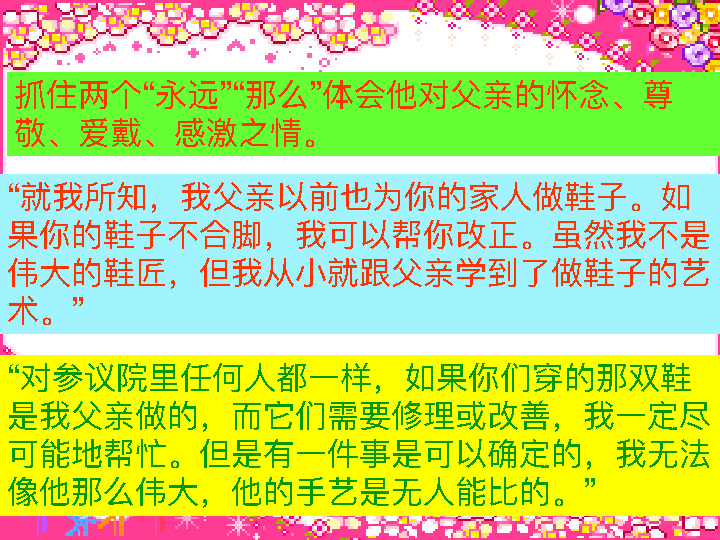 抓住两个“永远”“那么”体会他对父亲的怀念、尊
敬、爱戴、感激之情。
“就我所知，我父亲以前也为你的家人做鞋子。如
果你的鞋子不合脚，我可以帮你改正。虽然我不是
伟大的鞋匠，但我从小就跟父亲学到了做鞋子的艺
术。”
“对参议院里任何人都一样，如果你们穿的那双鞋
是我父亲做的，而它们需要修理或改善，我一定尽
可能地帮忙。但是有一件事是可以确定的，我无法
像他那么伟大，他的手艺是无人能比的。”